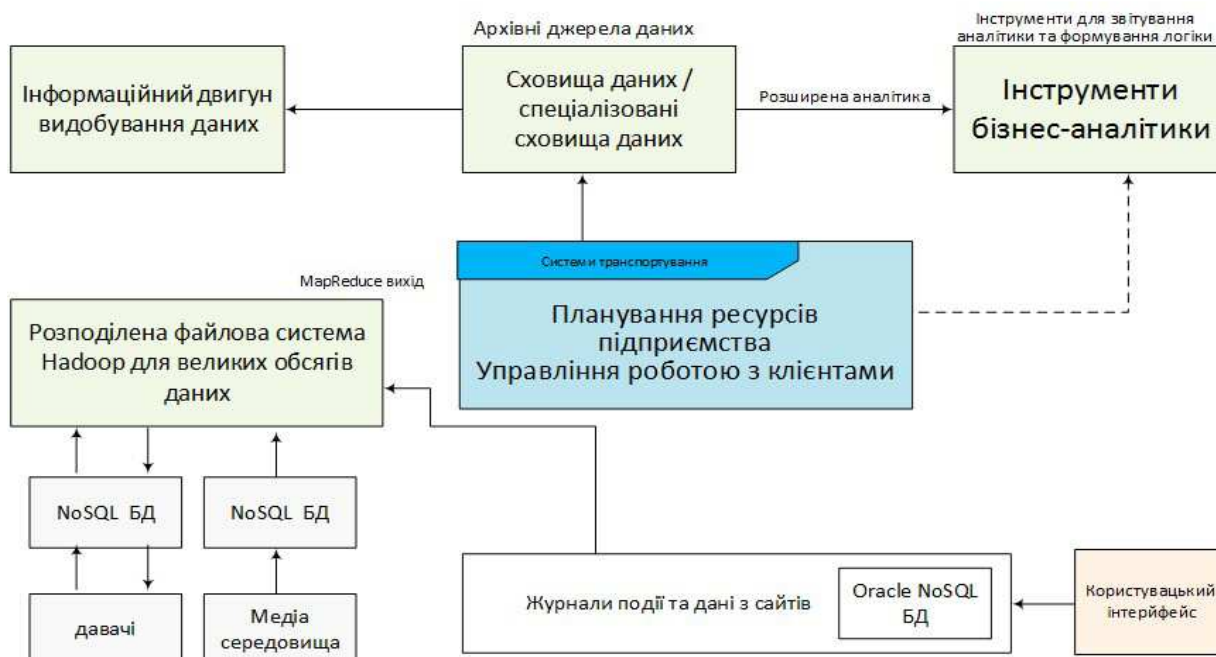 Архівні джерела даних
Інструменти для звітування
аналітики та формування логіки
Інформаційний двигун
видобування даних
Сховища даних /
спеціалізовані
сховища даних
Розширена аналітика
Інструменти
бізнес-аналітики
Системи транспортування
MapReduce вихід
Планування ресурсів
підприємства
Управління роботою з клієнтами
Розподілена файлова система
Hadoop для великих обсягів
даних
NoSQL БД
NoSQL БД
давачі
Медіа
середовища
Журнали події та дані з сайтів
Oracle NoSQL
БД
Користувацький
інтерйфейс